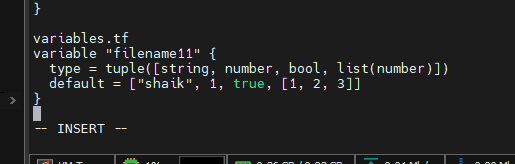 }
variables.tf
variable "filename11" {
  type = tuple([string, number, bool, list(number)])
  default = ["shaik", 1, true, [1, 2, 3]]
}
-- INSERT --